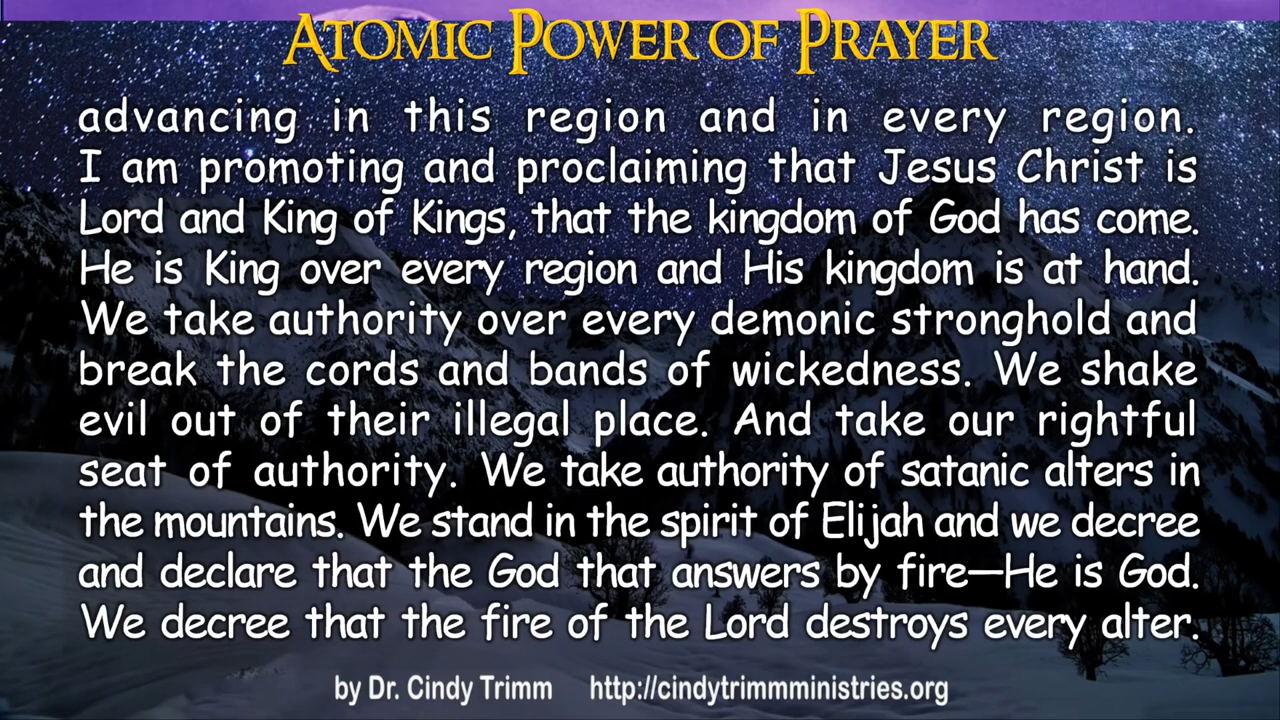 Atomic Power of Prayer
advancing in this region and in every region.
I am promoting and proclaiming that Jesus Christ is
Lord and King of Kings, that the kingdom of God has come.
He is King over every region and His kingdom is at hand.
We take authority over every demonic stronghold and
break the cords and bands of wickedness. We shake
evil out of their illegal place. And take our rightful
seat of authority. We take authority of satanic alters in
the mountains. We stand in the spirit of Elijah and we decree
and declare that the God that answers by fire—He is God.
We decree that the fire of the Lord destroys every alter.
by Dr. Cindy Trimm http://cindytrimmministries.org